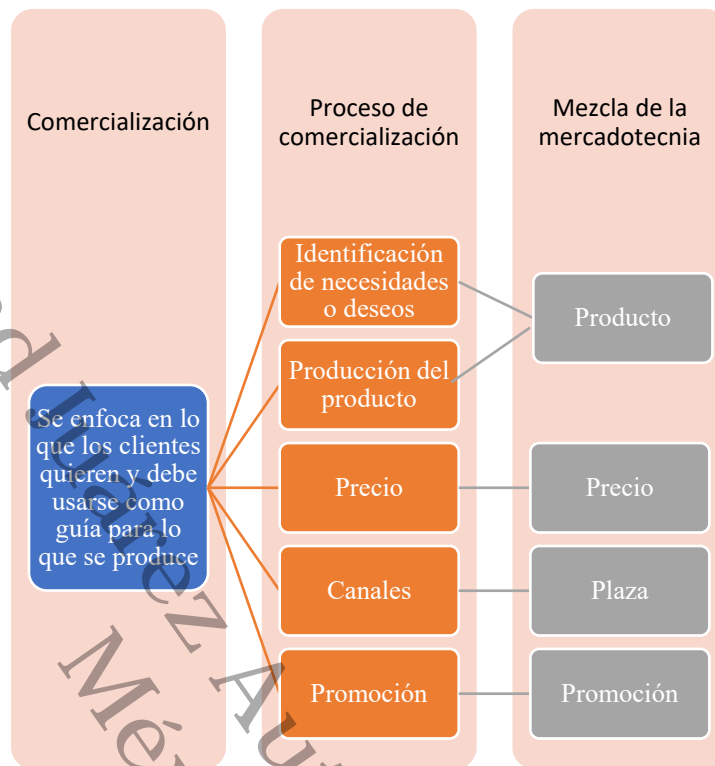 Comercialización
Proceso de
comercialización
Mezcla de la
mercadotecnia
Se enfoca en lo
que los clientes
quieren y debe
usarse como
guía para lo
que se produce
Identificación
de necesidades
o deseos
Producción del
producto
Precio
Canales
Promoción
Producto
Precio
Plaza
Promoción
Juárez